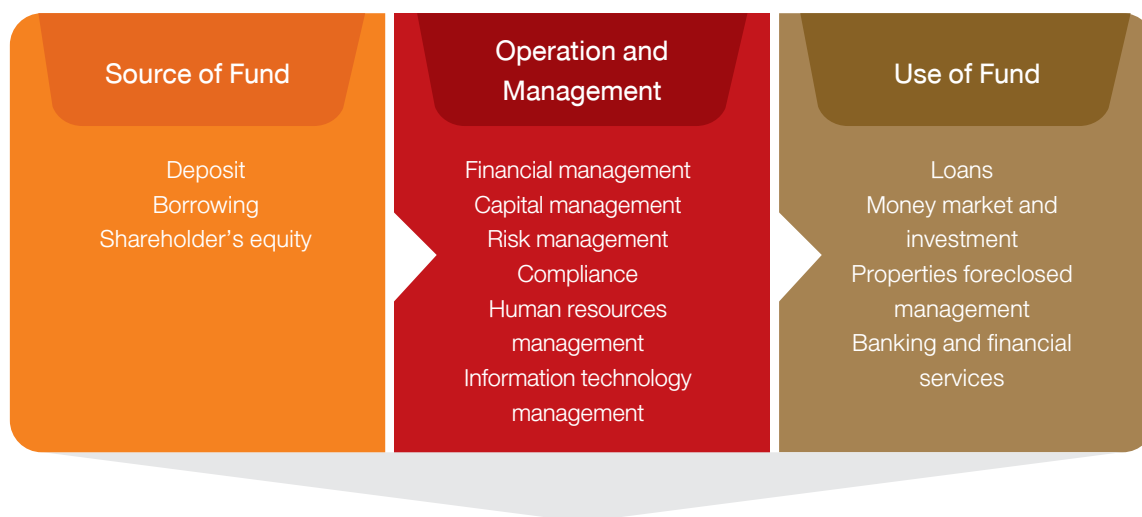 Source of Fund
Deposit
Borrowing
Shareholder's equity
Operation and
Management
Financial management
Capital management
Risk management
Compliance
Human resources
management
Information technology
management
Use of Fund
Loans
Money market and
investment
Properties foreclosed
management
Banking and financial
services